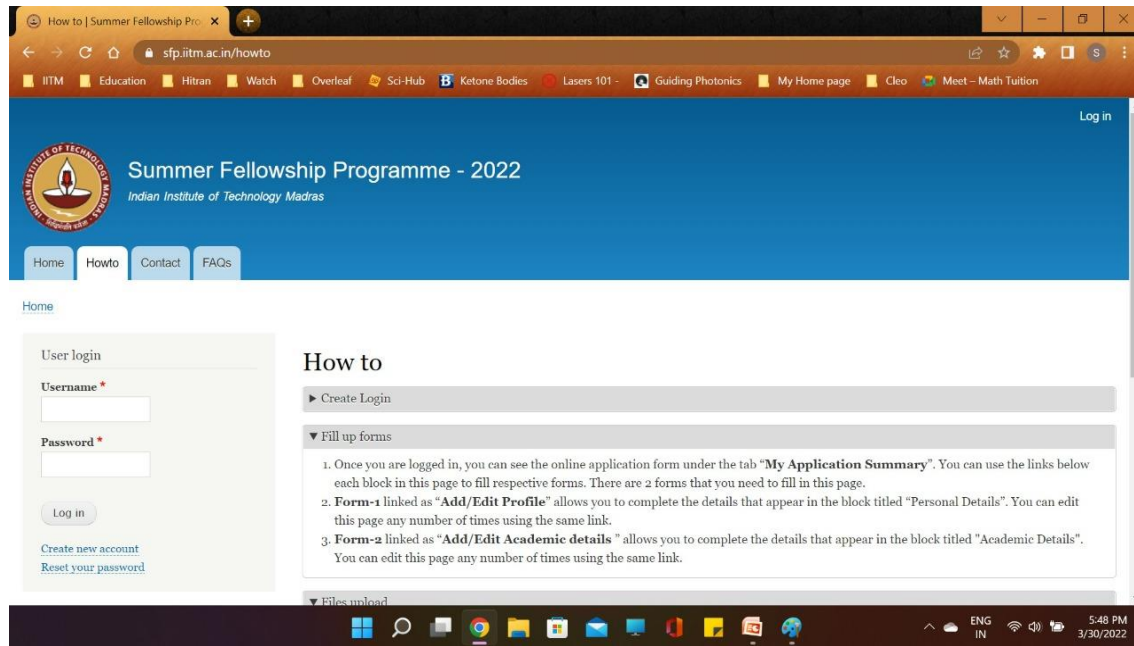 How to | Summer Fellowship Pro
sfp.iitm.ac.in/howto
IITM Education Hitran Watch Overleaf Sci-Hub Ketone Bodies Lasers 101 - Guiding Photonics My Home page Cleo Meet – Math Tuition
Log in
Summer Fellowship Programme - 2022
Indian Institute of Technology Madras
Home Howto Contact FAQs
Home
User login
Username *
Password *
Log in
Create new account
Reset your password
How to
▶ Create Login
▼ Fill up forms
1. Once you are logged in, you can see the online application form under the tab “My Application Summary”. You can use the links below
each block in this page to fill respective forms. There are 2 forms that you need to fill in this page.
2. Form-1 linked as “Add/Edit Profile” allows you to complete the details that appear in the block titled “Personal Details”. You can edit
this page any number of times using the same link.
3. Form-2 linked as “Add/Edit Academic details ” allows you to complete the details that appear in the block titled "Academic Details".
You can edit this page any number of times using the same link.
▼ Files upload
ENG
IN
5:48 PM
3/30/2022